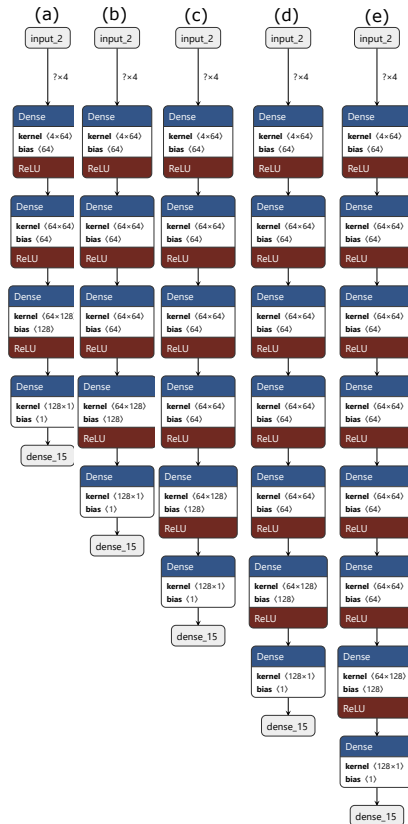 (a)
input_2
?×4
Dense
kernel ⟨4×64⟩
bias ⟨64⟩
ReLU
Dense
kernel ⟨64×64⟩
bias ⟨64⟩
ReLU
Dense
kernel ⟨64×128⟩
bias ⟨128⟩
ReLU
Dense
kernel ⟨128×1⟩
bias ⟨1⟩
dense_15
(b)
input_2
?×4
Dense
kernel ⟨4×64⟩
bias ⟨64⟩
ReLU
Dense
kernel ⟨64×64⟩
bias ⟨64⟩
ReLU
Dense
kernel ⟨64×64⟩
bias ⟨64⟩
ReLU
Dense
kernel ⟨64×128⟩
bias ⟨128⟩
ReLU
Dense
kernel ⟨128×1⟩
bias ⟨1⟩
dense_15
(c)
input_2
?×4
Dense
kernel ⟨4×64⟩
bias ⟨64⟩
ReLU
Dense
kernel ⟨64×64⟩
bias ⟨64⟩
ReLU
Dense
kernel ⟨64×64⟩
bias ⟨64⟩
ReLU
Dense
kernel ⟨64×64⟩
bias ⟨64⟩
ReLU
Dense
kernel ⟨64×128⟩
bias ⟨128⟩
ReLU
Dense
kernel ⟨128×1⟩
bias ⟨1⟩
dense_15
(d)
input_2
?×4
Dense
kernel ⟨4×64⟩
bias ⟨64⟩
ReLU
Dense
kernel ⟨64×64⟩
bias ⟨64⟩
ReLU
Dense
kernel ⟨64×64⟩
bias ⟨64⟩
ReLU
Dense
kernel ⟨64×64⟩
bias ⟨64⟩
ReLU
Dense
kernel ⟨64×64⟩
bias ⟨64⟩
ReLU
Dense
kernel ⟨64×128⟩
bias ⟨128⟩
ReLU
Dense
kernel ⟨128×1⟩
bias ⟨1⟩
dense_15
(e)
input_2
?×4
Dense
kernel ⟨4×64⟩
bias ⟨64⟩
ReLU
Dense
kernel ⟨64×64⟩
bias ⟨64⟩
ReLU
Dense
kernel ⟨64×64⟩
bias ⟨64⟩
ReLU
Dense
kernel ⟨64×64⟩
bias ⟨64⟩
ReLU
Dense
kernel ⟨64×64⟩
bias ⟨64⟩
ReLU
Dense
kernel ⟨64×64⟩
bias ⟨64⟩
ReLU
Dense
kernel ⟨64×128⟩
bias ⟨128⟩
ReLU
Dense
kernel ⟨128×1⟩
bias ⟨1⟩
dense_15